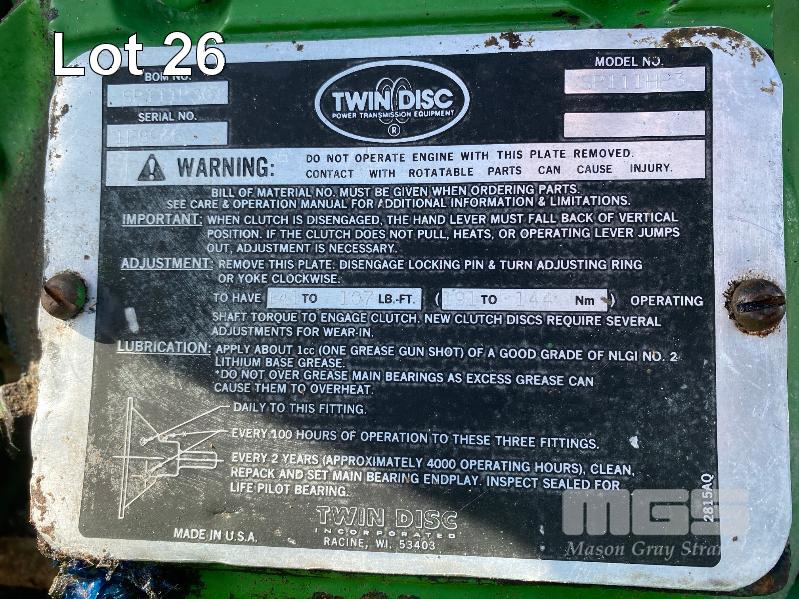 Lot 26
BOM NO.
SERIAL NO.
TWIN DISC
POWER TRANSMISSION EQUIPMENT
®
MODEL NO.
SP111HP3
WARNING: DO NOT OPERATE ENGINE WITH THIS PLATE REMOVED.
CONTACT WITH ROTATABLE PARTS CAN CAUSE INJURY.
BILL OF MATERIAL NO. MUST BE GIVEN WHEN ORDERING PARTS.
SEE CARE & OPERATION MANUAL FOR ADDITIONAL INFORMATION & LIMITATIONS.
IMPORTANT: WHEN CLUTCH IS DISENGAGED, THE HAND LEVER MUST FALL BACK OF VERTICAL
POSITION. IF THE CLUTCH DOES NOT PULL, HEATS, OR OPERATING LEVER JUMPS
OUT, ADJUSTMENT IS NECESSARY.
ADJUSTMENT: REMOVE THIS PLATE. DISENGAGE LOCKING PIN & TURN ADJUSTING RING
OR YOKE CLOCKWISE.
TO HAVE TO 107 LB.-FT. ( TO 144 Nm ) OPERATING
SHAFT TORQUE TO ENGAGE CLUTCH. NEW CLUTCH DISCS REQUIRE SEVERAL
ADJUSTMENTS FOR WEAR-IN.
LUBRICATION: APPLY ABOUT 1cc (ONE GREASE GUN SHOT) OF A GOOD GRADE OF NLGI NO. 2
LITHIUM BASE GREASE.
*DO NOT OVER GREASE MAIN BEARINGS AS EXCESS GREASE CAN
CAUSE THEM TO OVERHEAT.
DAILY TO THIS FITTING.
EVERY 100 HOURS OF OPERATION TO THESE THREE FITTINGS.
EVERY 2 YEARS (APPROXIMATELY 4000 OPERATING HOURS), CLEAN,
REPACK AND SET MAIN BEARING ENDPLAY. INSPECT SEALED FOR
LIFE PILOT BEARING.
TWIN DISC
INCORPORATED
RACINE, WI. 53403
MADE IN U.S.A.
2815AQ
MGS
Mason Gray Strange